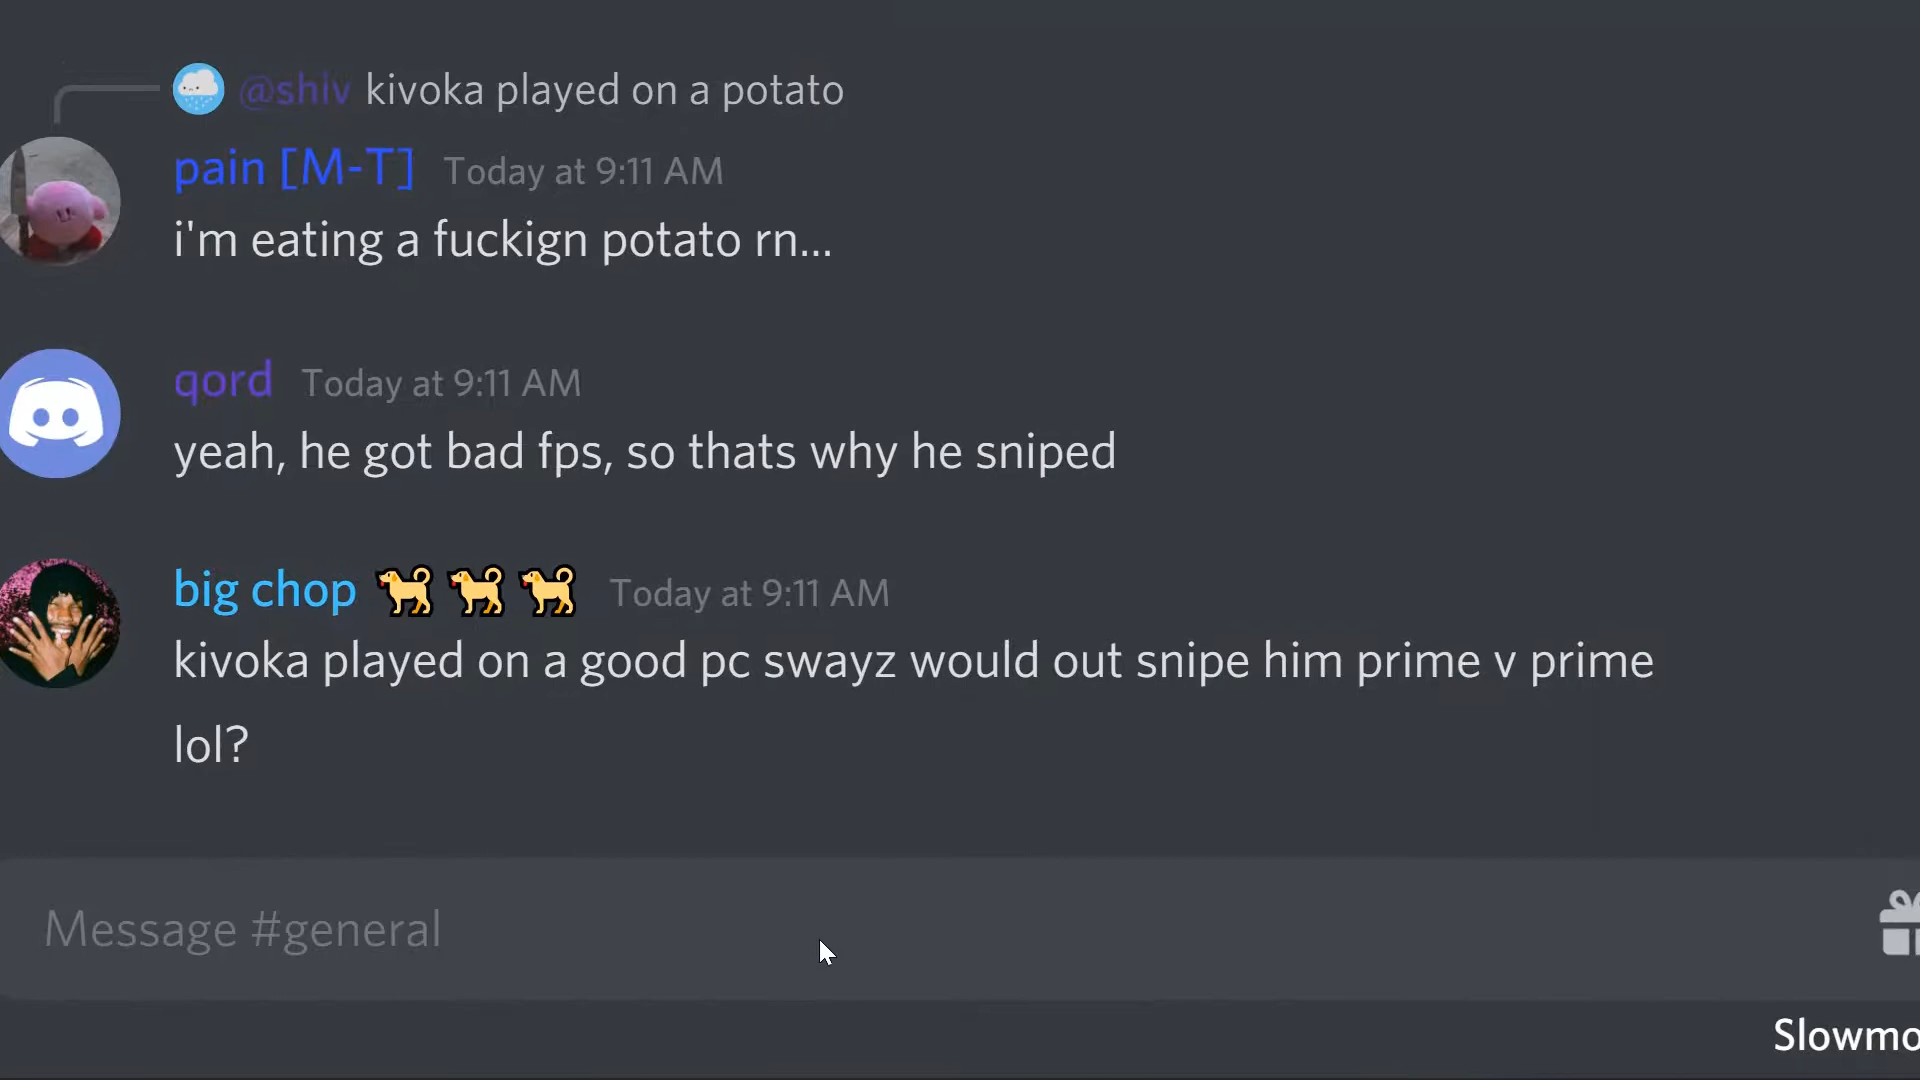 @shlv kivoka played on a potato
pain [M-T] Today at 9:11 AM
i'm eating a fuckign potato rn...
qord Today at 9:11 AM
yeah, he got bad fps, so thats why he sniped
big chop 🐕🐕🐕 Today at 9:11 AM
kivoka played on a good pc swayz would out snipe him prime v prime
lol?
Message #general
Slowmo